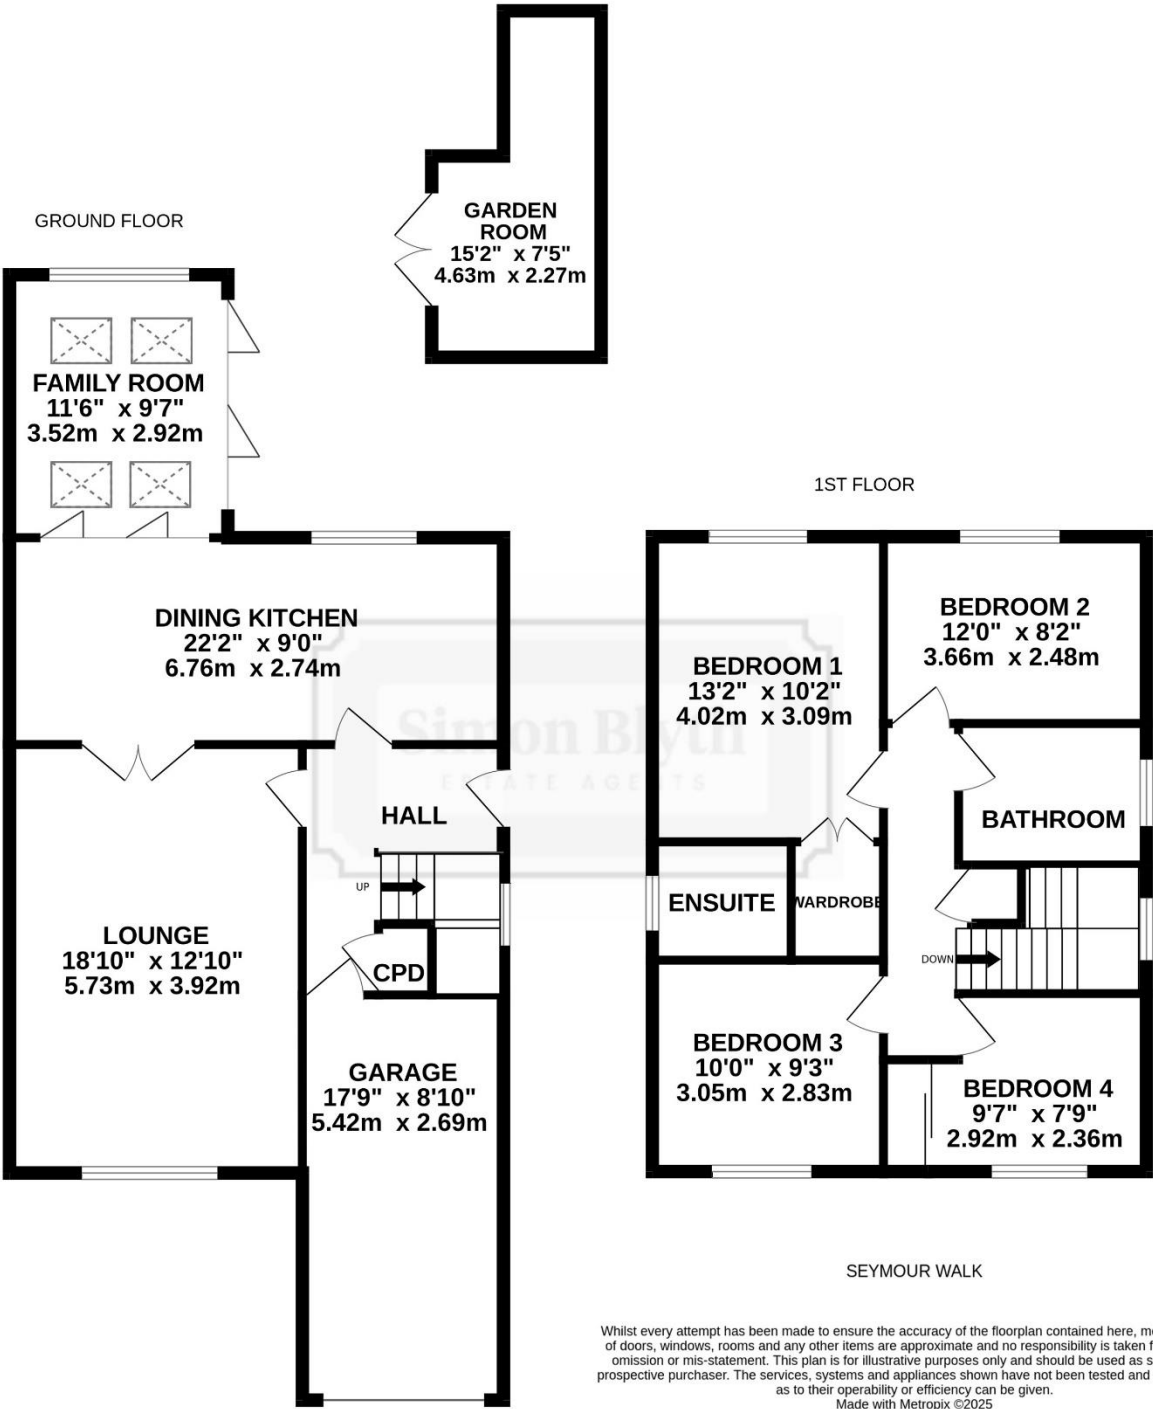 GARDEN
ROOM
15'2" x 7'5"
4.63m x 2.27m
GROUND FLOOR
FAMILY ROOM
11'6" x 9'7"
3.52m x 2.92m
DINING KITCHEN
22'2" x 9'0"
6.76m x 2.74m
HALL
UP
CPD
LOUNGE
18'10" x 12'10"
5.73m x 3.92m
GARAGE
17'9" x 8'10"
5.42m x 2.69m
Simon Blyth
ESTATE AGENTS
1ST FLOOR
BEDROOM 1
13'2" x 10'2"
4.02m x 3.09m
BEDROOM 2
12'0" x 8'2"
3.66m x 2.48m
BATHROOM
ENSUITE
WARDROBE
DOWN
BEDROOM 3
10'0" x 9'3"
3.05m x 2.83m
BEDROOM 4
9'7" x 7'9"
2.92m x 2.36m
SEYMOUR WALK
Whilst every attempt has been made to ensure the accuracy of the floorplan contained here,
of doors, windows, rooms and any other items are approximate and no responsibility is taken
omission or mis-statement. This plan is for illustrative purposes only and should be used as
prospective purchaser. The services, systems and appliances shown have not been tested and
as to their operability or efficiency can be given.
Made with Metropix ©2025